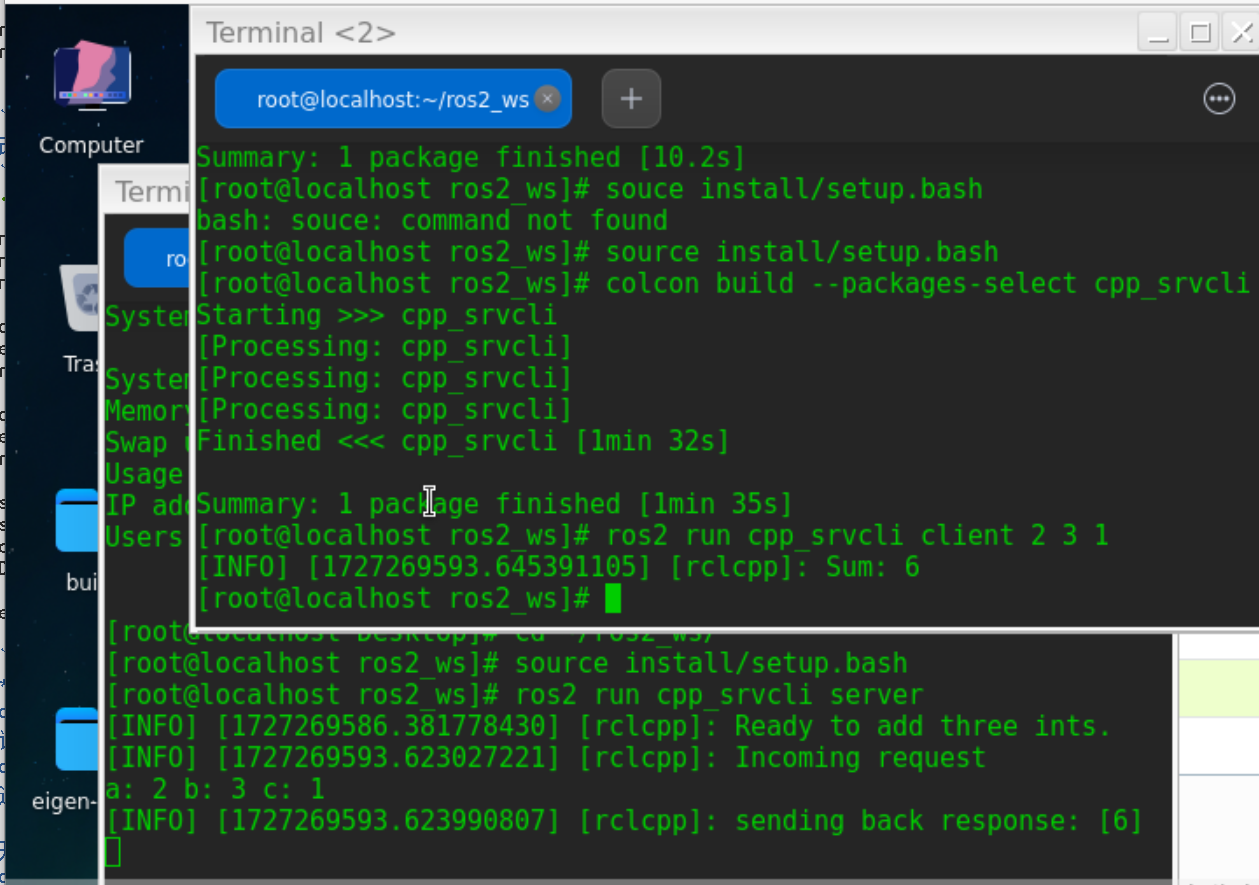 Terminal <2>
root@localhost:~/ros2_ws
Computer
Summary: 1 package finished [10.2s]
[root@localhost ros2_ws]# souce install/setup.bash
bash: souce: command not found
[root@localhost ros2_ws]# source install/setup.bash
[root@localhost ros2_ws]# colcon build --packages-select cpp_srvcli
Starting >>> cpp_srvcli
[Processing: cpp_srvcli]
[Processing: cpp_srvcli]
[Processing: cpp_srvcli]
Finished <<< cpp_srvcli [1min 32s]
Summary: 1 package finished [1min 35s]
[root@localhost ros2_ws]# ros2 run cpp_srvcli client 2 3 1
[INFO] [1727269593.645391105] [rclcpp]: Sum: 6
[root@localhost ros2_ws]#
Termi
ro
System
System
Memory
Swap
Usage
IP add
Users
Tra
bui
eigen-
[root@localhost Desktop]# cd ~/ros2_ws/
[root@localhost ros2_ws]# source install/setup.bash
[root@localhost ros2_ws]# ros2 run cpp_srvcli server
[INFO] [1727269586.381778430] [rclcpp]: Ready to add three ints.
[INFO] [1727269593.623027221] [rclcpp]: Incoming request
a: 2 b: 3 c: 1
[INFO] [1727269593.623990807] [rclcpp]: sending back response: [6]